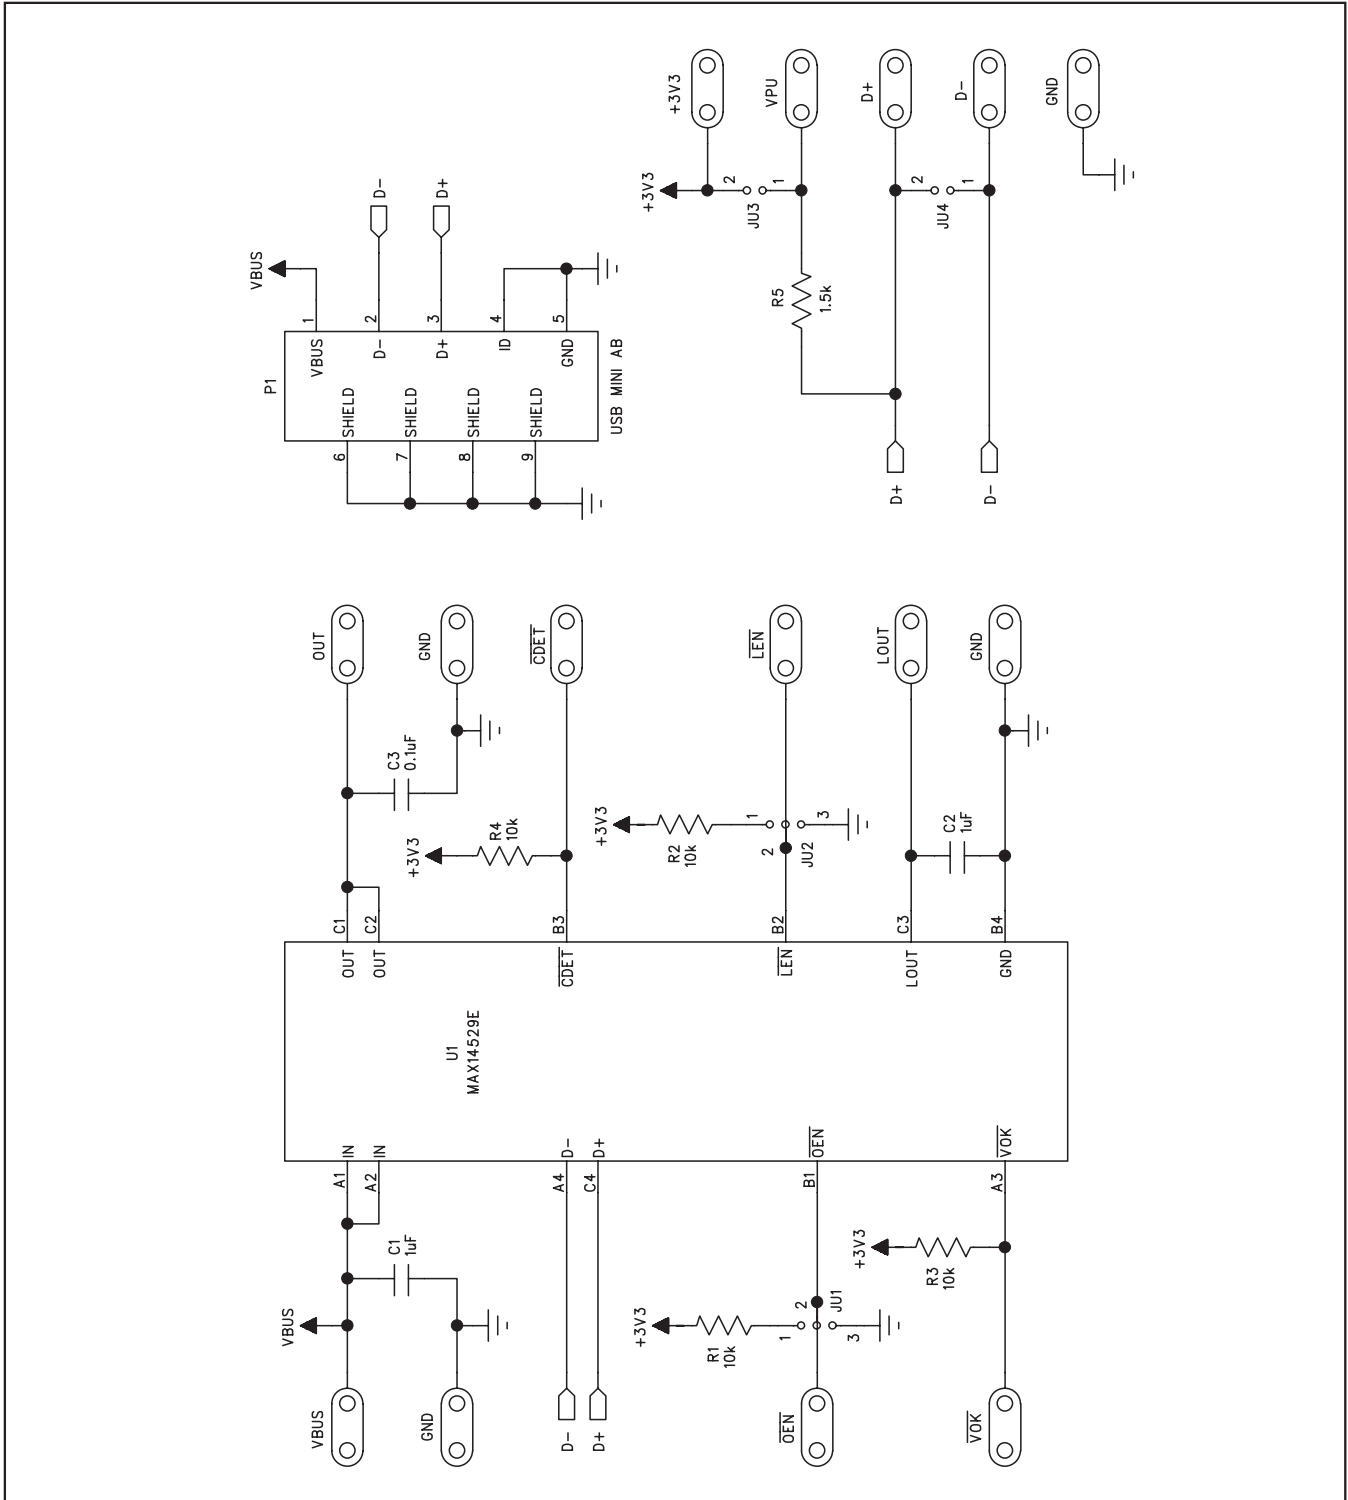 VBUS
GND
D-
D+
OEN
VOK
VBUS
C1
1uF
+3V3
R1
10k
1
2
3
JU1
+3V3
R3
10k
A1
A2
A4
C4
B1
A3
IN
IN
D-
D+
OEN
VOK
U1
MAX14529E
OUT
OUT
CDET
LEN
LOUT
GND
C1
C2
B3
B2
C3
B4
C3
0.1uF
+3V3
R4
10k
+3V3
R2
10k
1
2
3
JU2
C2
1uF
OUT
GND
CDET
LEN
LOUT
GND
P1
USB MINI AB
6
7
8
9
SHIELD
SHIELD
SHIELD
SHIELD
VBUS
D-
D+
ID
GND
1
2
3
4
5
VBUS
D-
D+
D+
D-
R5
1.5k
+3V3
2
1
JU3
2
1
JU4
+3V3
VPU
D+
D-
GND